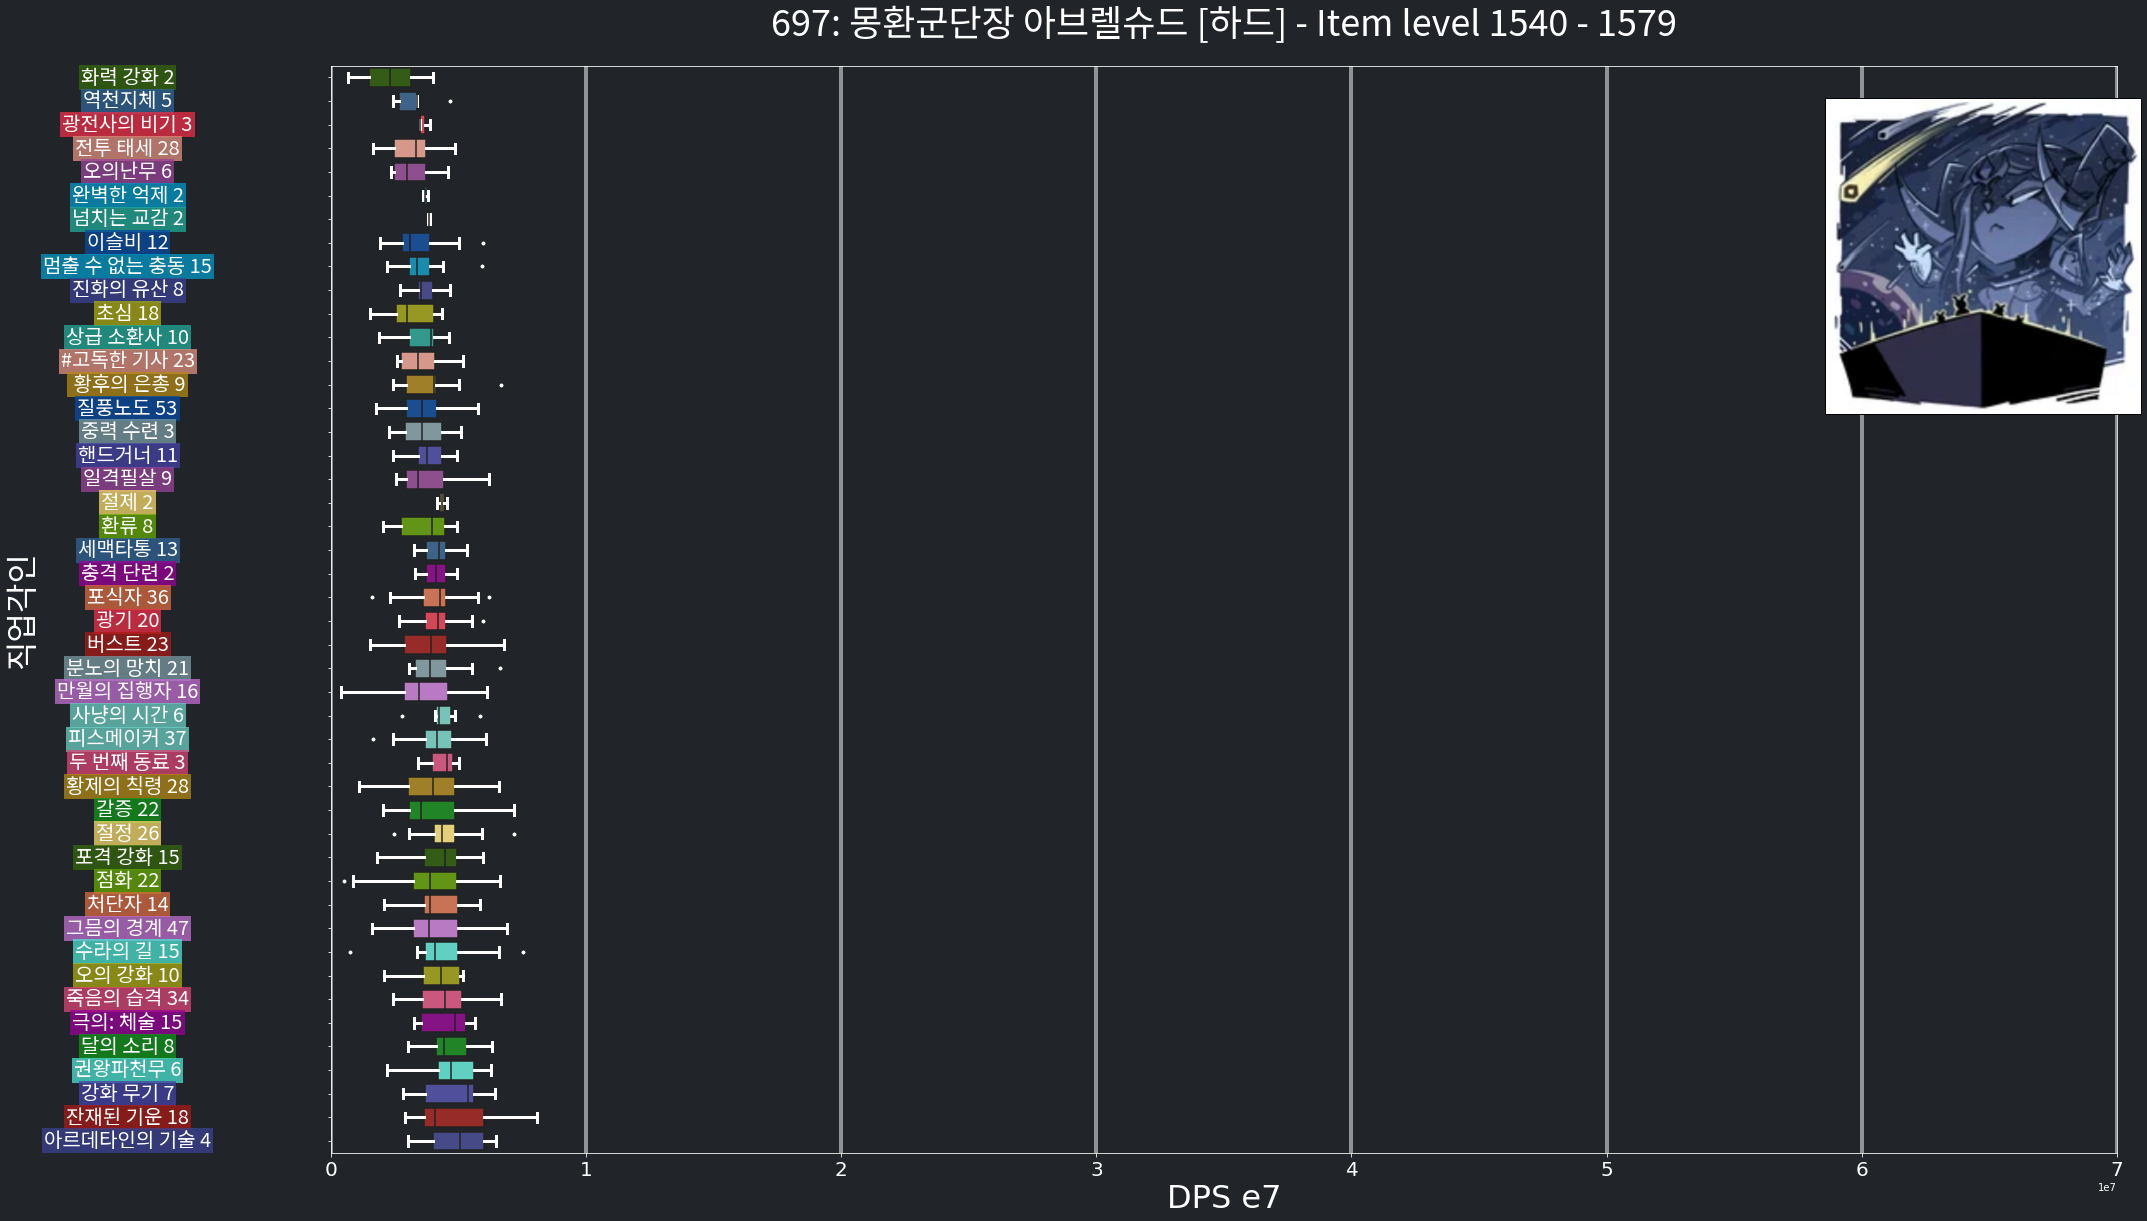 697: 몽환군단장 아브렐슈드 [하드] - Item level 1540 - 1579
화력 강화 2
역천지체 5
광전사의 비기 3
전투 태세 28
오의난무 6
완벽한 억제 2
넘치는 교감 2
이슬비 12
멈출 수 없는 충동 15
진화의 유산 8
초심 18
상급 소환사 10
#고독한 기사 23
황후의 은총 9
질풍노도 53
중력 수련 3
핸드거너 11
일격필살 9
절제 2
환류 8
세맥타통 13
충격 단련 2
포식자 36
광기 20
버스트 23
분노의 망치 21
만월의 집행자 16
사냥의 시간 6
피스메이커 37
두 번째 동료 3
황제의 칙령 28
갈증 22
절정 26
포격 강화 15
점화 22
처단자 14
그믐의 경계 47
수라의 길 15
오의 강화 10
죽음의 습격 34
극의: 체술 15
달의 소리 8
권왕파천무 6
강화 무기 7
잔재된 기운 18
아르데타인의 기술 4
직업각인
0 1 2 3 4 5 6 7
1e7
DPS e7